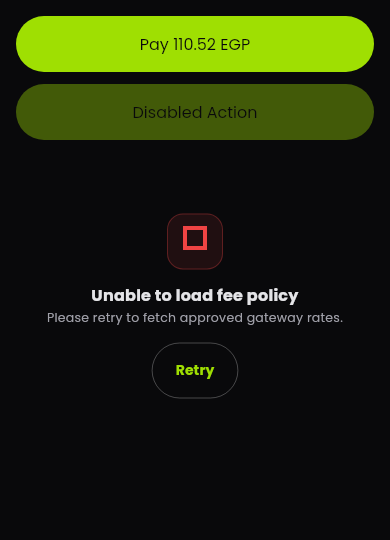 Pay 110.52 EGP
Disabled Action
Unable to load fee policy
Please retry to fetch approved gateway rates.
Retry